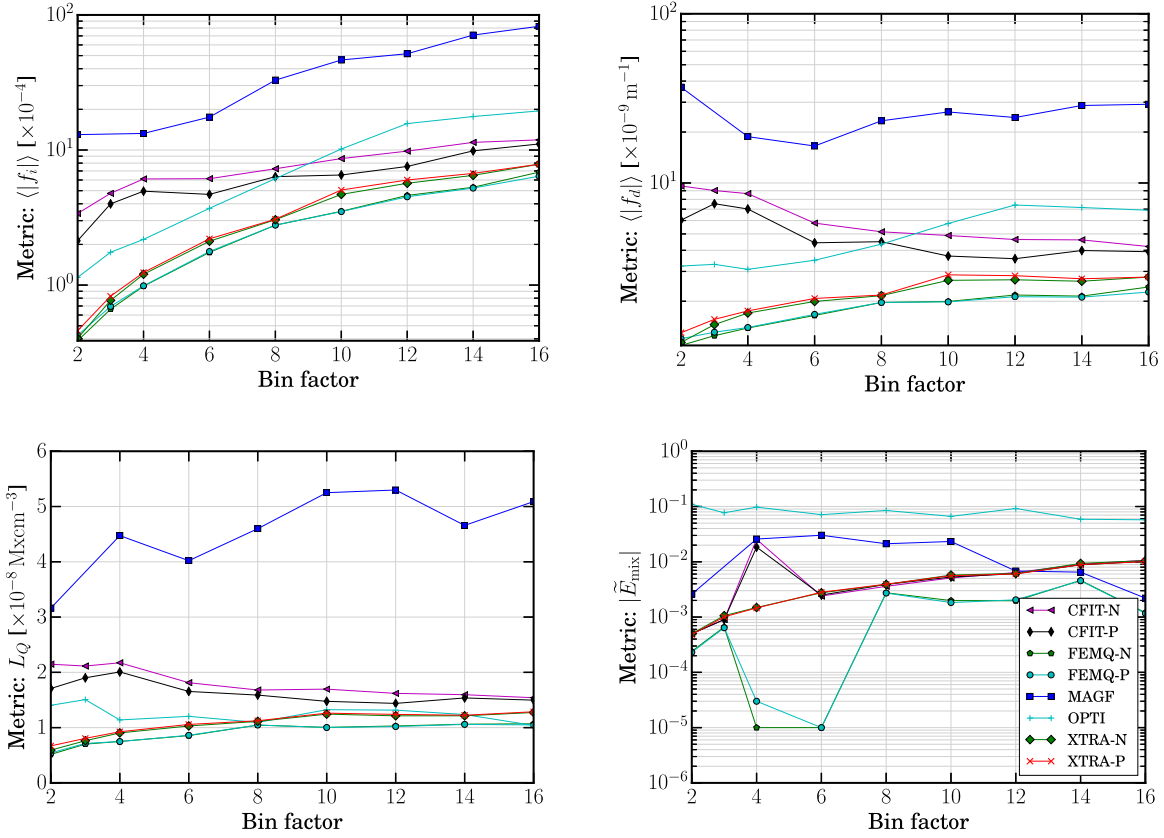 Metric: ⟨|f_i|⟩ [×10^{-4}]
10^2
10^1
10^0
2 4 6 8 10 12 14 16
Bin factor
Metric: ⟨|f_d|⟩ [×10^{-9} m^{-1}]
10^2
10^1
2 4 6 8 10 12 14 16
Bin factor
Metric: L_Q [×10^{-8} Mxcm^{-3}]
6
5
4
3
2
1
0
2 4 6 8 10 12 14 16
Bin factor
Metric: |Ẽ_mix|
10^0
10^{-1}
10^{-2}
10^{-3}
10^{-4}
10^{-5}
10^{-6}
2 4 6 8 10 12 14 16
Bin factor
CFIT-N
CFIT-P
FEMQ-N
FEMQ-P
MAGF
OPTI
XTRA-N
XTRA-P